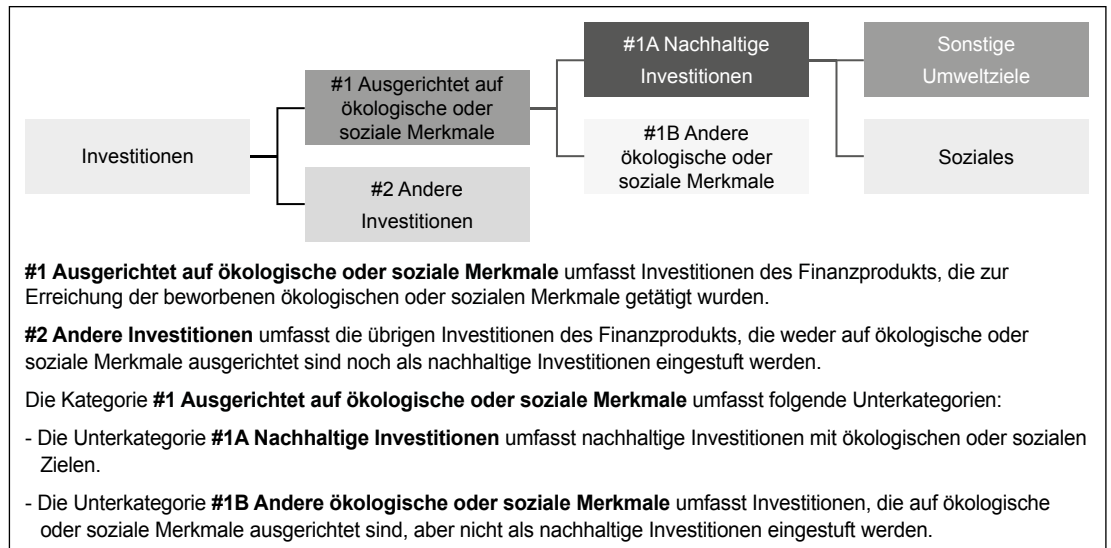 #1A Nachhaltige
Investitionen
Sonstige
Umweltziele
#1 Ausgerichtet auf
ökologische oder
soziale Merkmale
Investitionen
#1B Andere
ökologische oder
soziale Merkmale
Soziales
#2 Andere
Investitionen
#1 Ausgerichtet auf ökologische oder soziale Merkmale umfasst Investitionen des Finanzprodukts, die zur
Erreichung der beworbenen ökologischen oder sozialen Merkmale getätigt wurden.
#2 Andere Investitionen umfasst die übrigen Investitionen des Finanzprodukts, die weder auf ökologische oder
soziale Merkmale ausgerichtet sind noch als nachhaltige Investitionen eingestuft werden.
Die Kategorie #1 Ausgerichtet auf ökologische oder soziale Merkmale umfasst folgende Unterkategorien:
- Die Unterkategorie #1A Nachhaltige Investitionen umfasst nachhaltige Investitionen mit ökologischen oder sozialen
Zielen.
- Die Unterkategorie #1B Andere ökologische oder soziale Merkmale umfasst Investitionen, die auf ökologische
oder soziale Merkmale ausgerichtet sind, aber nicht als nachhaltige Investitionen eingestuft werden.